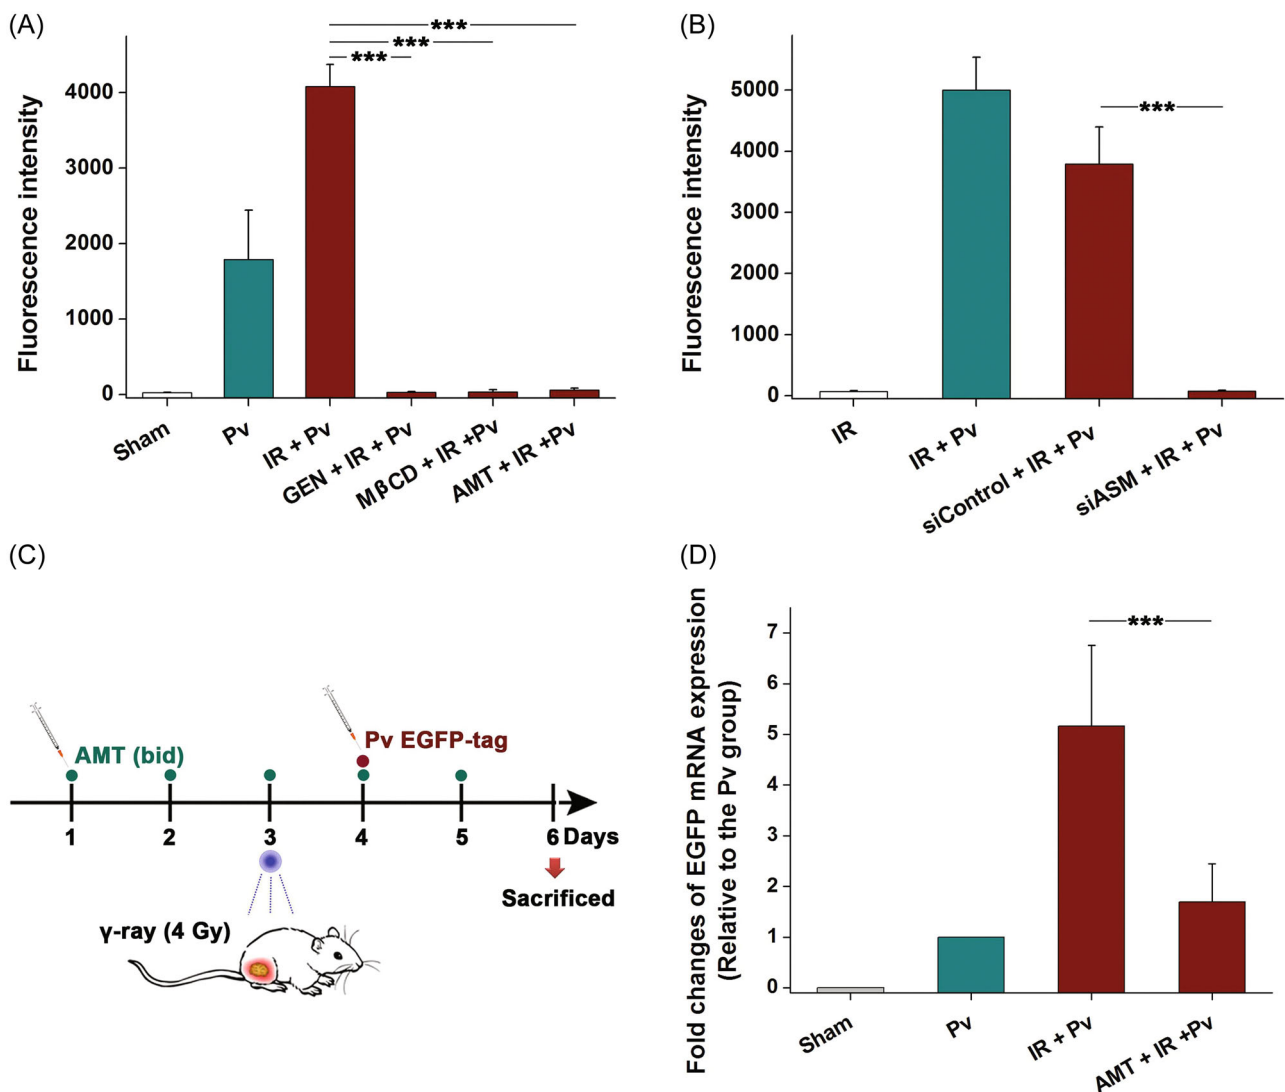 (A)
Fluorescence intensity
4000
3000
2000
1000
0
***
***
***
Sham
Pv
IR + Pv
GEN + IR + Pv
MβCD + IR +Pv
AMT + IR +Pv
(B)
Fluorescence intensity
5000
4000
3000
2000
1000
0
***
IR
IR + Pv
siControl + IR + Pv
siASM + IR + Pv
(C)
AMT (bid)
Pv EGFP-tag
1 2 3 4 5 6 Days
Sacrificed
γ-ray (4 Gy)
(D)
Fold changes of EGFP mRNA expression
(Relative to the Pv group)
7
6
5
4
3
2
1
0
***
Sham
Pv
IR + Pv
AMT + IR +Pv